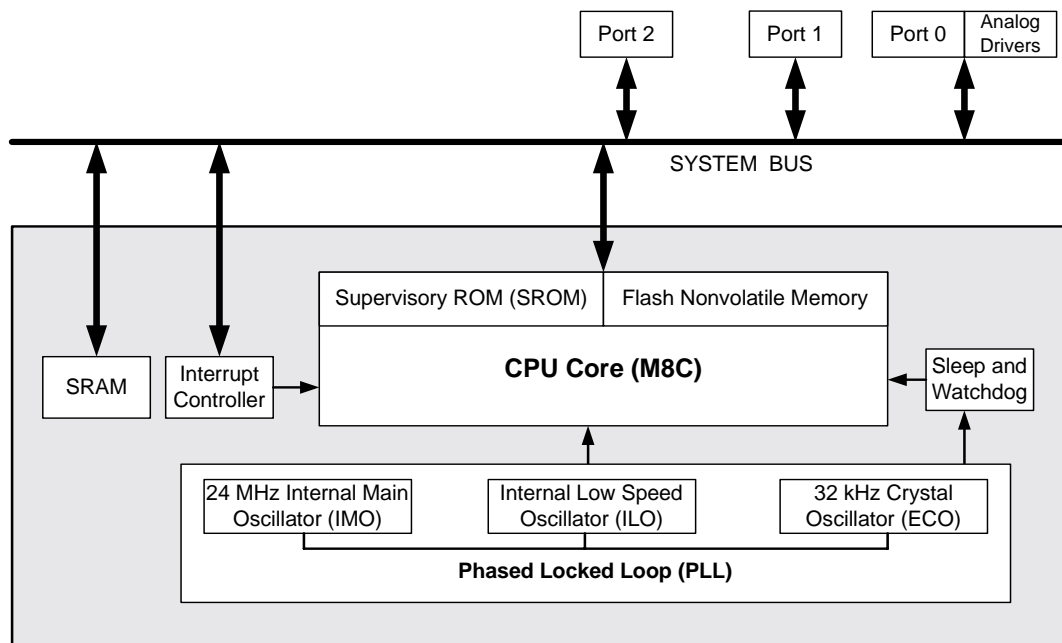 Port 2
Port 1
Port 0
Analog
Drivers
SYSTEM BUS
Supervisory ROM (SROM)
Flash Nonvolatile Memory
CPU Core (M8C)
SRAM
Interrupt
Controller
Sleep and
Watchdog
24 MHz Internal Main
Oscillator (IMO)
Internal Low Speed
Oscillator (ILO)
32 kHz Crystal
Oscillator (ECO)
Phased Locked Loop (PLL)